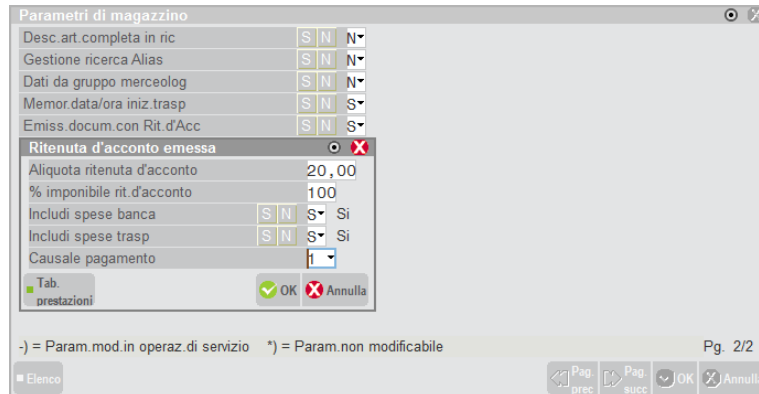 Parametri di magazzino
Desc.art.completa in ric S N N
Gestione ricerca Alias S N N
Dati da gruppo merceolog S N N
Memor.data/ora iniz.trasp S N S
Emiss.docum.con Rit.d'Acc S N S
Ritenuta d'acconto emessa
Aliquota ritenuta d'acconto 20,00
% imponibile rit.d'acconto 100
Includi spese banca S N S Si
Includi spese trasp S N S Si
Causale pagamento
Tab. prestazioni OK Annulla
-) = Param.mod.in operaz.di servizio *) = Param.non modificabile Pg. 2/2
Elenco Pag. prec Pag. succ OK Annull